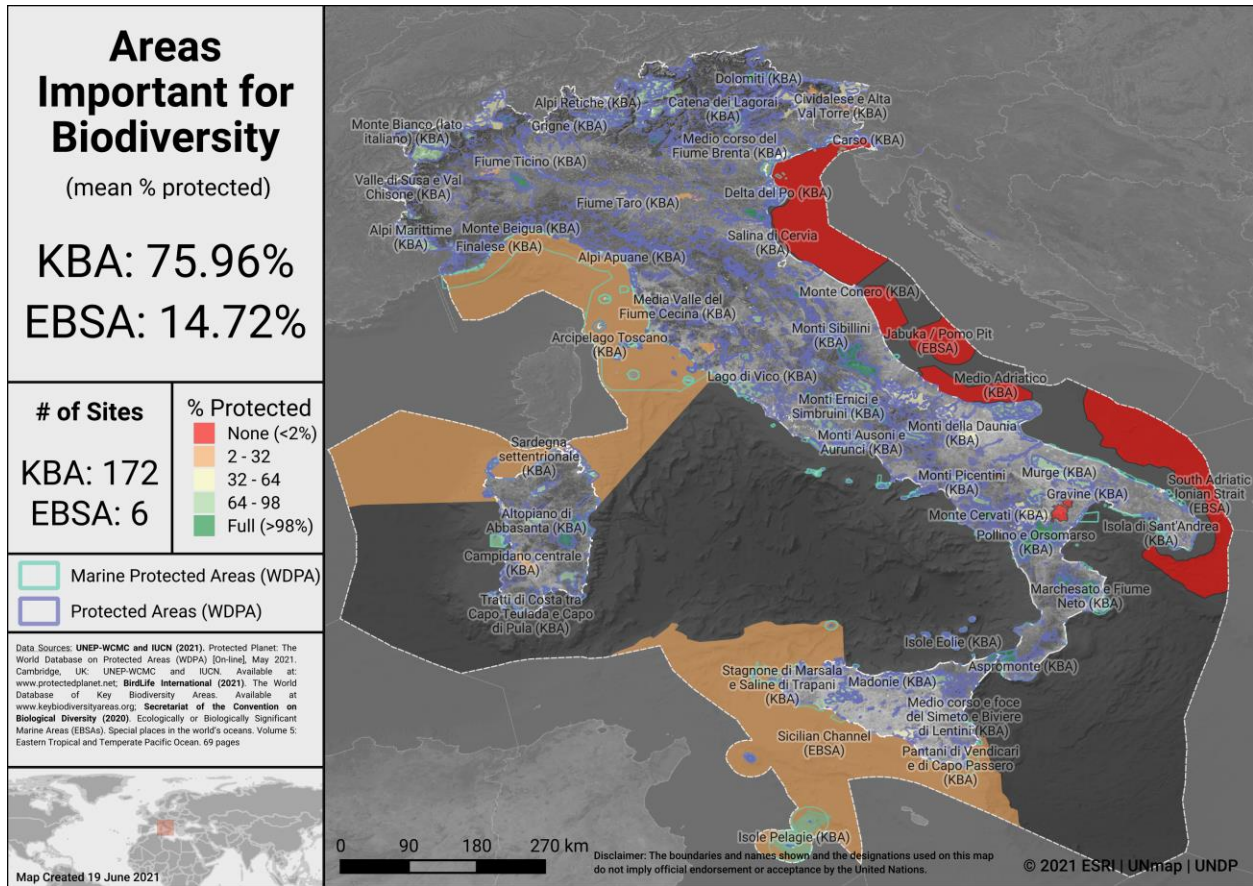 Areas
Important for
Biodiversity
(mean % protected)
KBA: 75.96%
EBSA: 14.72%
# of Sites
KBA: 172
EBSA: 6
% Protected
None (<2%)
2 - 32
32 - 64
64 - 98
Full (>98%)
Marine Protected Areas (WDPA)
Protected Areas (WDPA)
Data Sources: UNEP-WCMC and IUCN (2021). Protected Planet: The
World Database on Protected Areas (WDPA) [On-line], May 2021.
Cambridge, UK: UNEP-WCMC and IUCN. Available at:
www.protectedplanet.net; BirdLife International (2021). The World
Database of Key Biodiversity Areas. Available at
www.keybiodiversityareas.org; Secretariat of the Convention on
Biological Diversity (2020). Ecologically or Biologically Significant
Marine Areas (EBSAs). Special places in the world's oceans. Volume 5:
Eastern Tropical and Temperate Pacific Ocean. 69 pages
Map Created 19 June 2021
Dolomiti (KBA)
Alpi Retiche (KBA)
Catena dei Lagorai
(KBA)
Cividalese e Alta
Val Torre (KBA)
Monte Bianco (lato
italiano) (KBA)
Grigne (KBA)
Medio corso del
Fiume Brenta (KBA)
Carso (KBA)
Fiume Ticino (KBA)
Valle di Susa e Val
Chisone (KBA)
Delta del Po (KBA)
Fiume Taro (KBA)
Alpi Marittime
(KBA)
Monte Beigua (KBA)
Finalese (KBA)
Salina di Cervia
(KBA)
Alpi Apuane (KBA)
Monte Conero (KBA)
Media Valle del
Fiume Cecina (KBA)
Monti Sibillini
(KBA)
Jabuka / Pomo Pit
(EBSA)
Arcipelago Toscano
(KBA)
Lago di Vico (KBA)
Medio Adriatico
(KBA)
Monti Ernici e
Simbruini (KBA)
Monti della Daunia
(KBA)
Monti Ausoni e
Aurunci (KBA)
Sardegna
settentrionale
(KBA)
Monti Picentini
(KBA)
Murge (KBA)
South Adriatic
Ionian Strait
(EBSA)
Gravine (KBA)
Altopiano di
Abbasanta (KBA)
Monte Cervati (KBA)
Isola di Sant'Andrea
(KBA)
Pollino e Orsomarso
(KBA)
Campidano centrale
(KBA)
Marchesato e Fiume
Neto (KBA)
Tratti di Costa tra
Capo Teulada e Capo
di Pula (KBA)
Isole Eolie (KBA)
Aspromonte (KBA)
Stagnone di Marsala
e Saline di Trapani
(KBA)
Madonie (KBA)
Medio corso e foce
del Simeto e Biviere
di Lentini (KBA)
Sicilian Channel
(EBSA)
Pantani di Vendicari
e di Capo Passero
(KBA)
Isole Pelagie (KBA)
0 90 180 270 km
Disclaimer: The boundaries and names shown and the designations used on this map
do not imply official endorsement or acceptance by the United Nations.
© 2021 ESRI | UNmap | UNDP